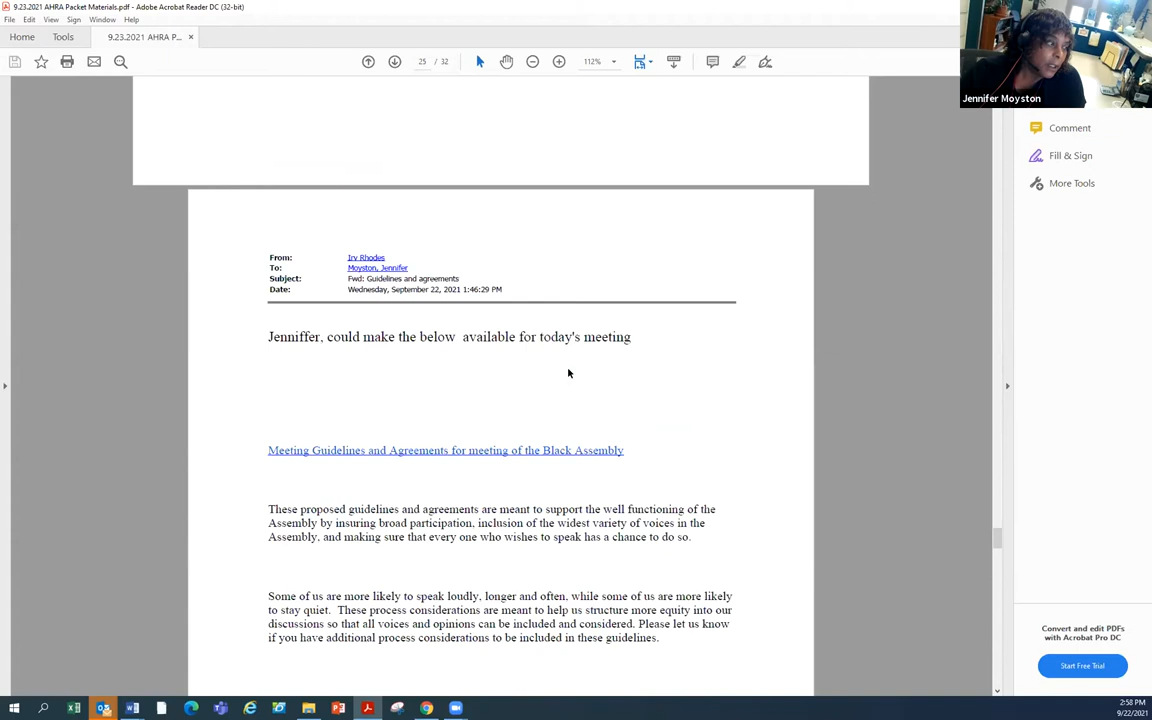 9.23.2021 AHRA Packet Materials.pdf - Adobe Acrobat Reader DC (32-bit)
File Edit View Sign Window Help
Home Tools 9.23.2021 AHRA P... ×
25 / 32 112%
Jennifer Moyston
Comment
Fill & Sign
More Tools
From: Irv Rhodes
To: Moyston, Jennifer
Subject: Fwd: Guidelines and agreements
Date: Wednesday, September 22, 2021 1:46:29 PM
Jenniffer, could make the below available for today's meeting
Meeting Guidelines and Agreements for meeting of the Black Assembly
These proposed guidelines and agreements are meant to support the well functioning of the
Assembly by insuring broad participation, inclusion of the widest variety of voices in the
Assembly, and making sure that every one who wishes to speak has a chance to do so.
Some of us are more likely to speak loudly, longer and often, while some of us are more likely
to stay quiet. These process considerations are meant to help us structure more equity into our
discussions so that all voices and opinions can be included and considered. Please let us know
if you have additional process considerations to be included in these guidelines.
Convert and edit PDFs
with Acrobat Pro DC
Start Free Trial
2:58 PM
9/22/2021